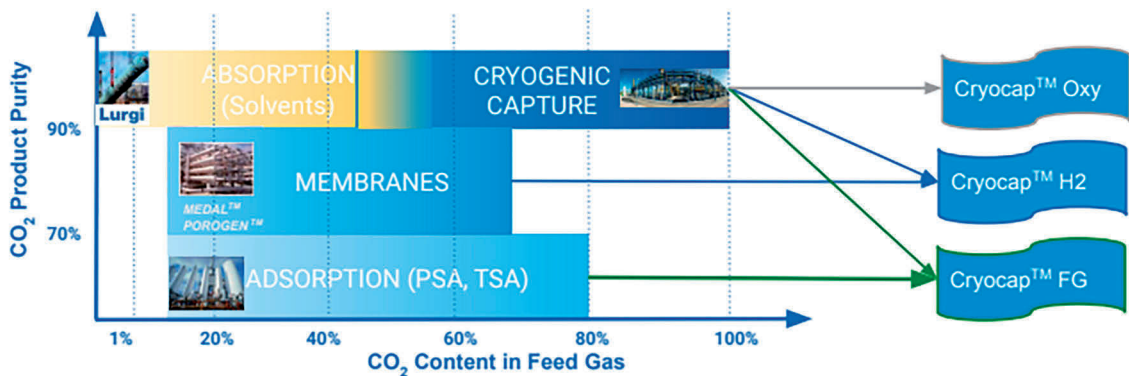 CO2 Product Purity
90%
70%
Lurgi
ABSORPTION
(Solvents)
CRYOGENIC
CAPTURE
MEDAL™
POROGEN™
MEMBRANES
ADSORPTION (PSA, TSA)
1%
20%
40%
60%
80%
100%
CO2 Content in Feed Gas
Cryocap™ Oxy
Cryocap™ H2
Cryocap™ FG